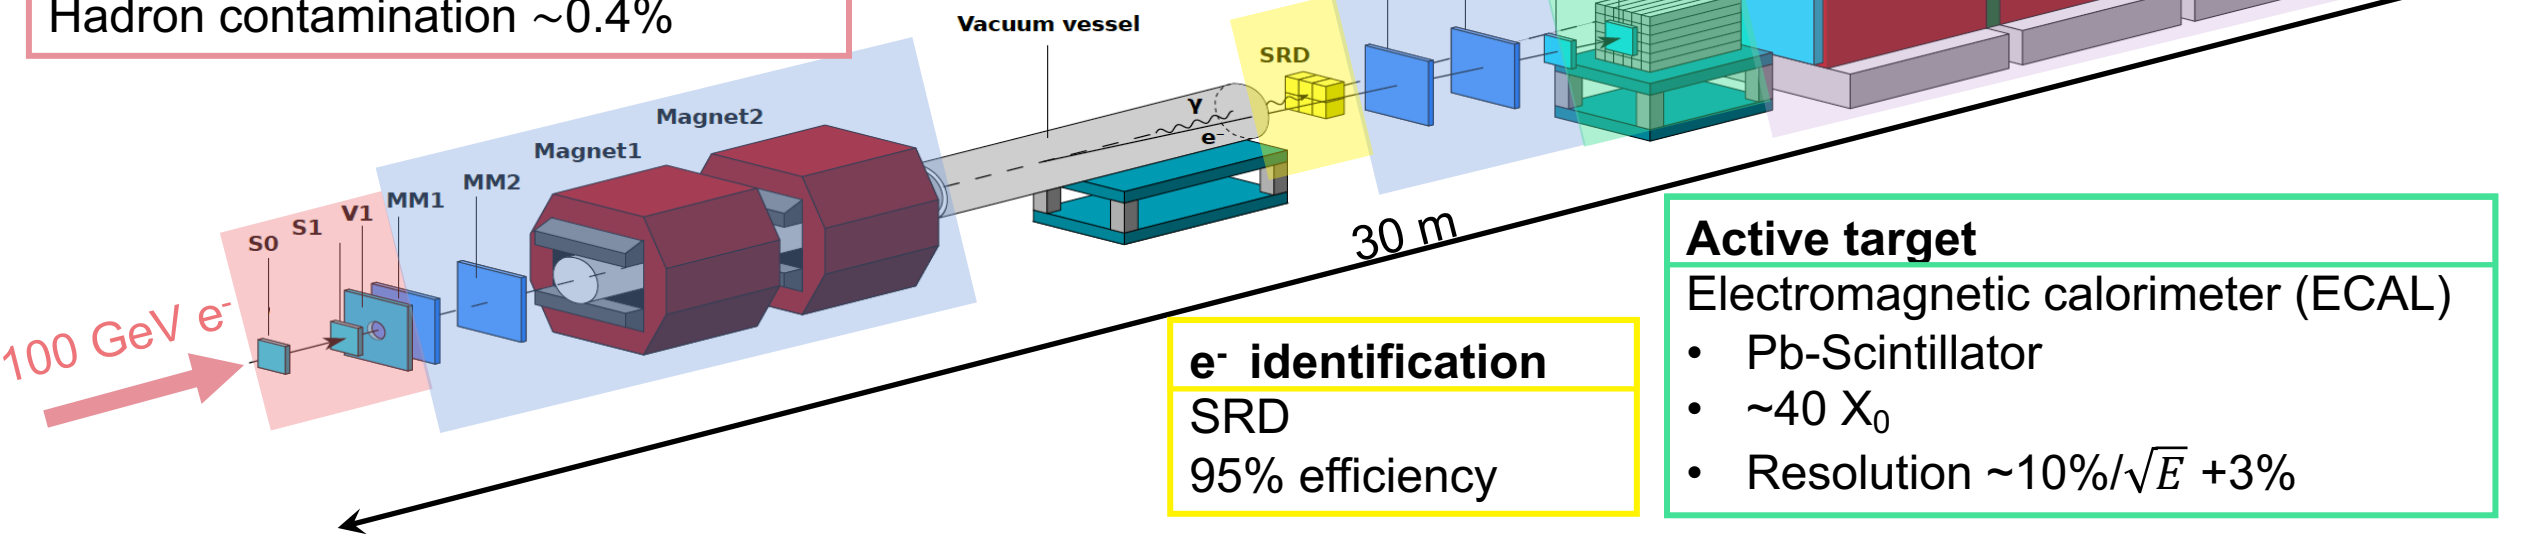 Hadron contamination ~0.4%
Vacuum vessel
SRD
γ
e⁻
Magnet2
Magnet1
MM2
MM1
V1
S1
S0
100 GeV e⁻
30 m
e⁻ identification
SRD
95% efficiency
Active target
Electromagnetic calorimeter (ECAL)
• Pb-Scintillator
• ~40 X₀
• Resolution ~10%/√E +3%